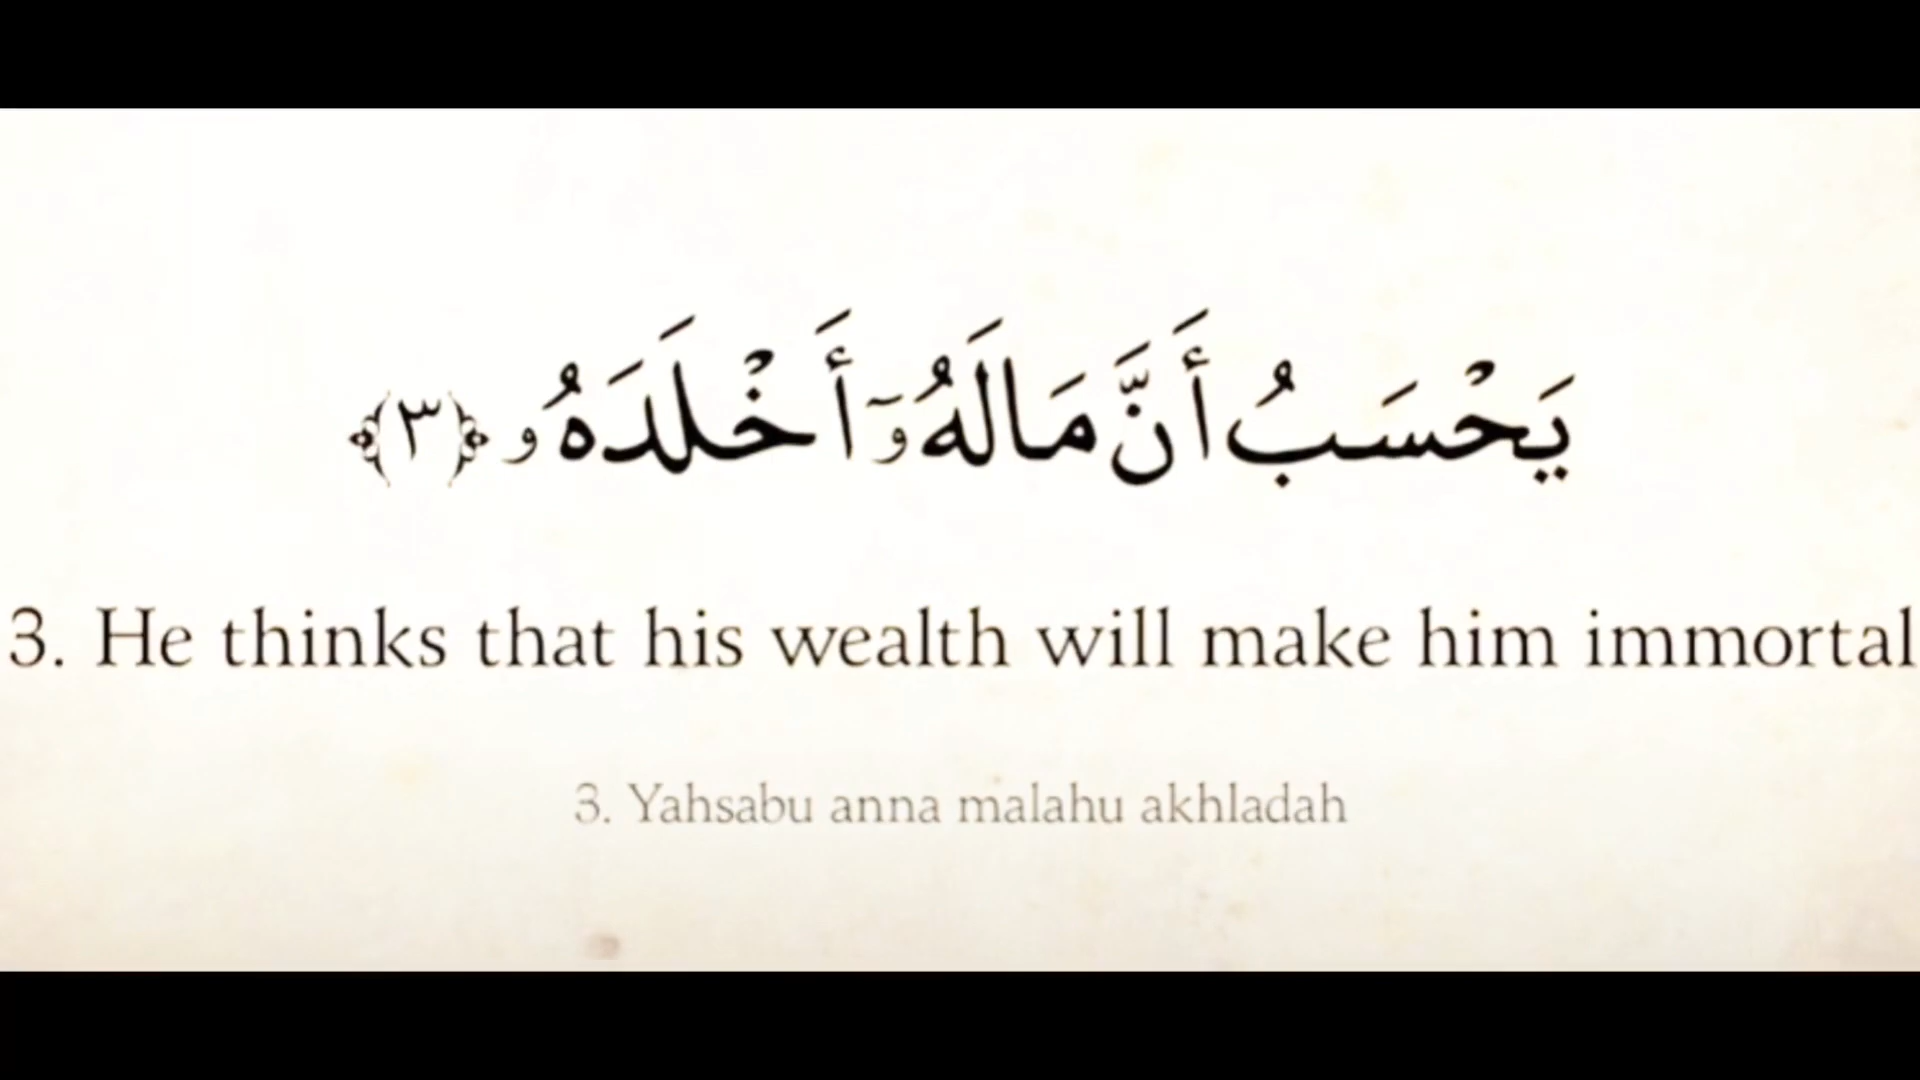 يَحْسَبُ أَنَّ مَالَهُۥٓ أَخْلَدَهُۥ ﴿٣﴾
3. He thinks that his wealth will make him immortal
3. Yahsabu anna malahu akhladah